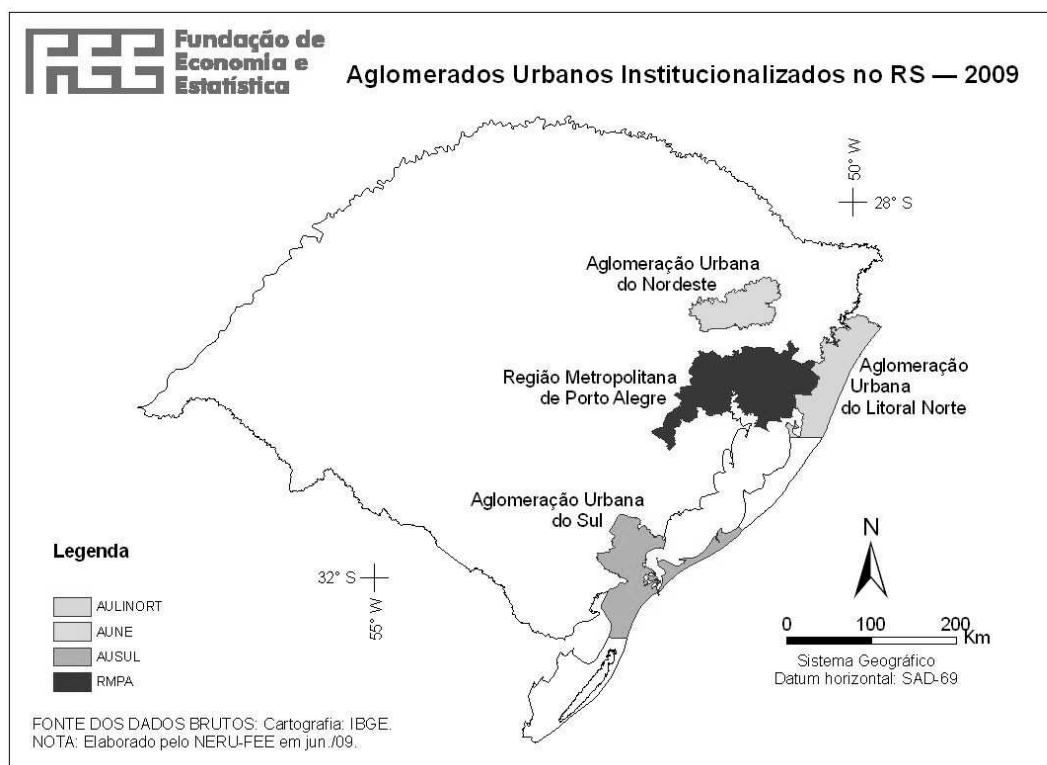 FEE
Fundação de
Economia e
Estatística
Aglomerados Urbanos Institucionalizados no RS — 2009
50° W
28° S
Aglomeração Urbana
do Nordeste
Região Metropolitana
de Porto Alegre
Aglomeração
Urbana
do Litoral Norte
Aglomeração Urbana
do Sul
N
Legenda
32° S
55° W
AULINORT
AUNE
AUSUL
RMPA
0 100 200
Km
Sistema Geográfico
Datum horizontal: SAD-69
FONTE DOS DADOS BRUTOS: Cartografia: IBGE.
NOTA: Elaborado pelo NERU-FEE em jun./09.